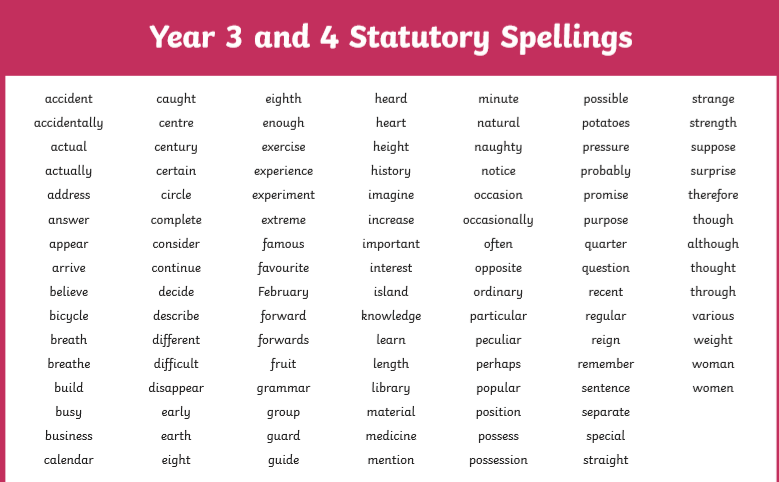 Year 3 and 4 Statutory Spellings
accident caught eighth heard minute possible strange
accidentally centre enough heart natural potatoes strength
actual century exercise height naughty pressure suppose
actually certain experience history notice probably surprise
address circle experiment imagine occasion promise therefore
answer complete extreme increase occasionally purpose though
appear consider famous important often quarter although
arrive continue favourite interest opposite question thought
believe decide February island ordinary recent through
bicycle describe forward knowledge particular regular various
breath different forwards learn peculiar reign weight
breathe difficult fruit length perhaps remember woman
build disappear grammar library popular sentence women
busy early group material position separate
business earth guard medicine possess special
calendar eight guide mention possession straight